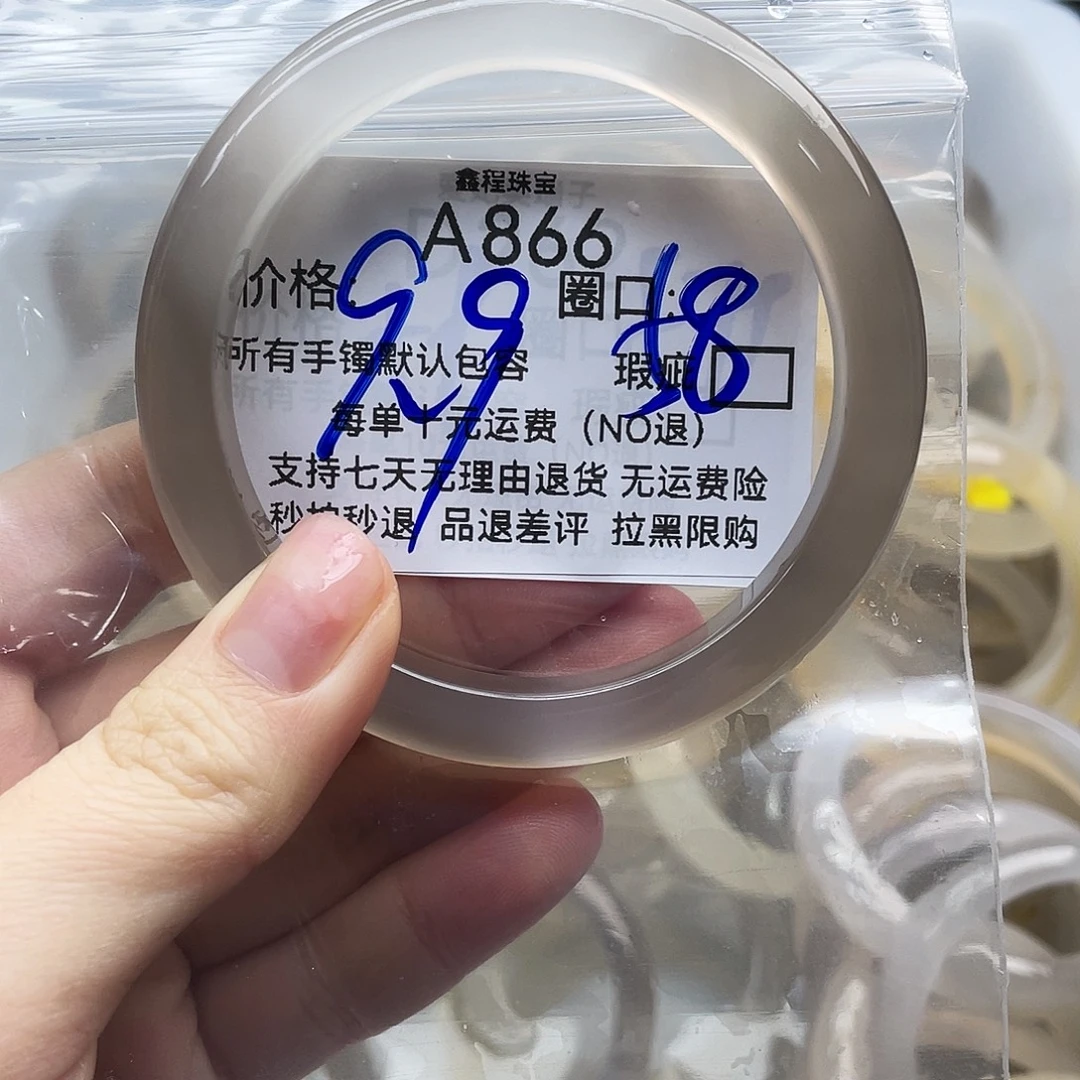 鑫程珠宝
A866
价格: 99 圈口: 58
所有手镯默认包容 瑕疵
每单十元运费 (NO退)
支持七天无理由退货 无运费险
秒拍秒退 品退差评 拉黑限购